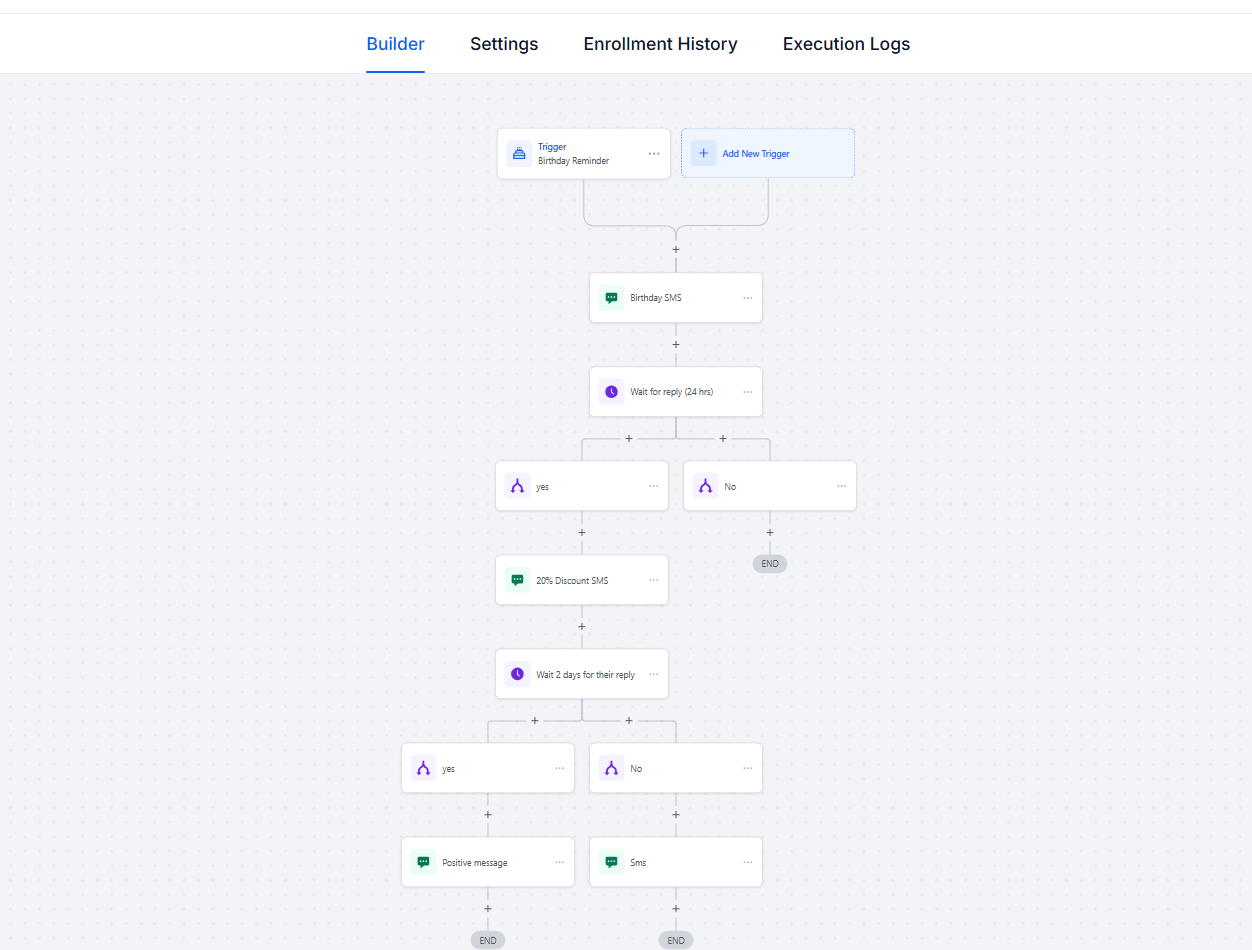 Builder
Settings
Enrollment History
Execution Logs
Trigger
Birthday Reminder
Add New Trigger
Birthday SMS
Wait for reply (24 hrs)
yes
No
END
20% Discount SMS
Wait 2 days for their reply
yes
No
Positive message
Sms
END
END